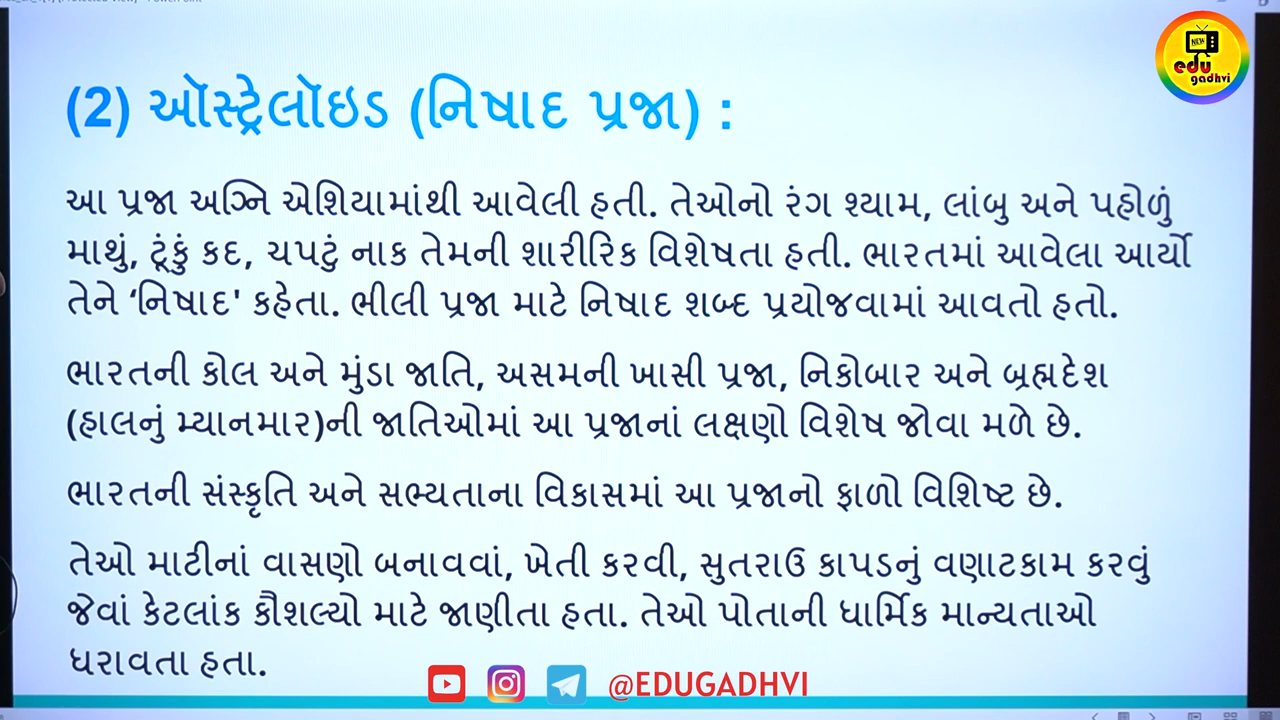 NEW
edu
gadhvi
(2) ઑસ્ટ્રેલૉઇડ (નિષાદ પ્રજા) :
આ પ્રજા અગ્નિ એશિયામાંથી આવેલી હતી. તેઓનો રંગ શ્યામ, લાંબુ અને પહોળું
માથું, ટૂંકું કદ, ચપટું નાક તેમની શારીરિક વિશેષતા હતી. ભારતમાં આવેલા આર્યો
તેને ‘નિષાદ' કહેતા. ભીલી પ્રજા માટે નિષાદ શબ્દ પ્રયોજવામાં આવતો હતો.
ભારતની કોલ અને મુંડા જાતિ, અસમની ખાસી પ્રજા, નિકોબાર અને બ્રહ્મદેશ
(હાલનું મ્યાનમાર)ની જાતિઓમાં આ પ્રજાનાં લક્ષણો વિશેષ જોવા મળે છે.
ભારતની સંસ્કૃતિ અને સભ્યતાના વિકાસમાં આ પ્રજાનો ફાળો વિશિષ્ટ છે.
તેઓ માટીનાં વાસણો બનાવવાં, ખેતી કરવી, સુતરાઉ કાપડનું વણાટકામ કરવું
જેવાં કેટલાંક કૌશલ્યો માટે જાણીતા હતા. તેઓ પોતાની ધાર્મિક માન્યતાઓ
ધરાવતા હતા.
@EDUGADHVI